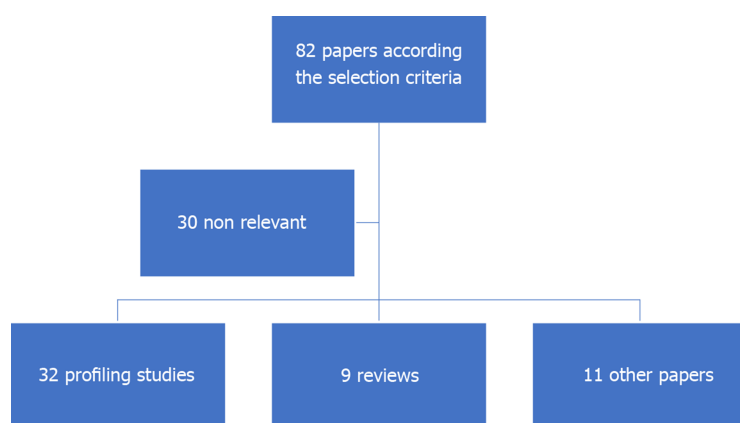 82 papers according
the selection criteria
30 non relevant
32 profiling studies
9 reviews
11 other papers